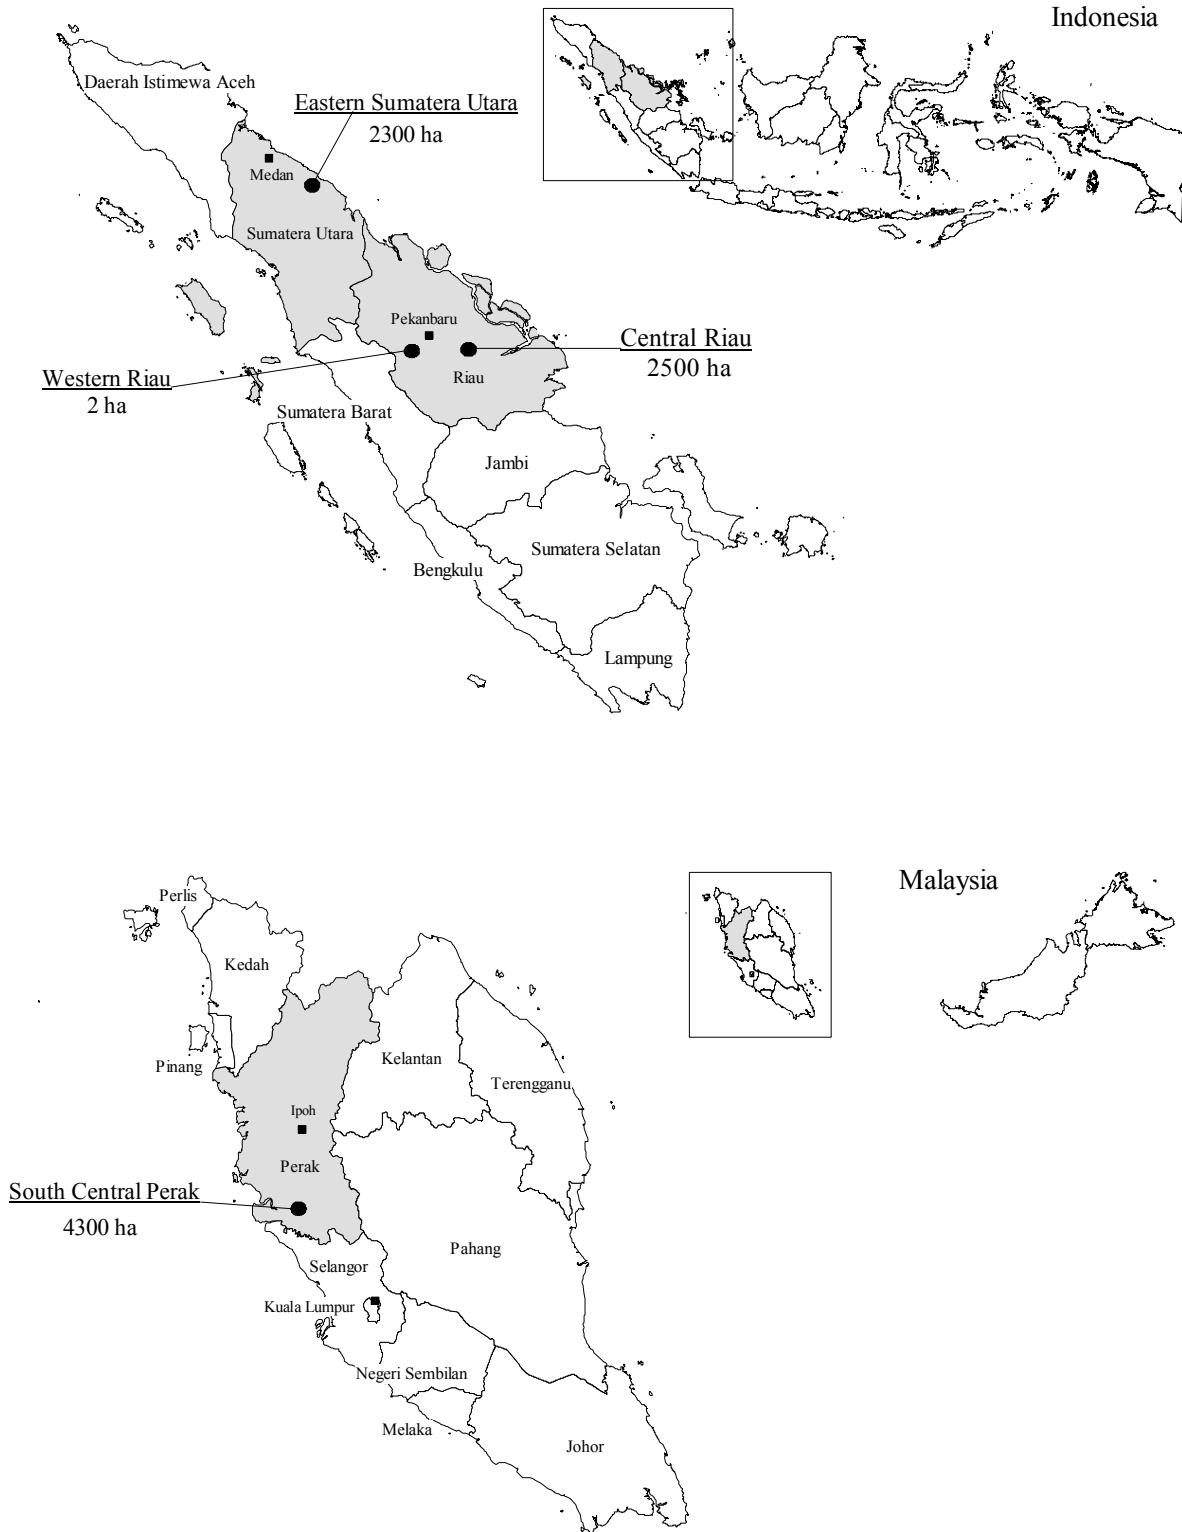 Indonesia
Daerah Istimewa Aceh
Eastern Sumatera Utara
2300 ha
Medan
Sumatera Utara
Pekanbaru
Central Riau
2500 ha
Western Riau
2 ha
Riau
Sumatera Barat
Jambi
Sumatera Selatan
Bengkulu
Lampung
Malaysia
Perlis
Kedah
Kelantan
Pinang
Terengganu
Ipoh
Perak
South Central Perak
4300 ha
Pahang
Selangor
Kuala Lumpur
Negeri Sembilan
Melaka
Johor